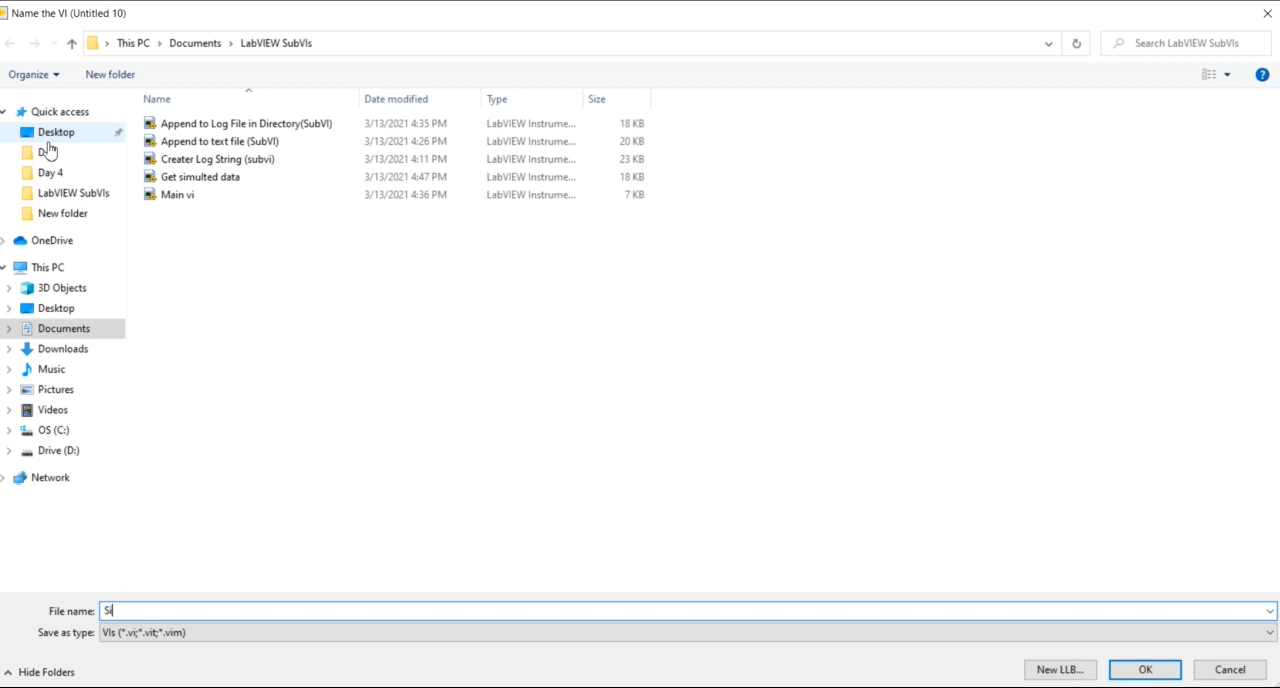 Name the VI (Untitled 10)
This PC > Documents > LabVIEW SubVIs
Search LabVIEW SubVIs
Organize New folder
Name Date modified Type Size
Quick access
Desktop
Day 4
LabVIEW SubVIs
New folder
OneDrive
This PC
3D Objects
Desktop
Documents
Downloads
Music
Pictures
Videos
OS (C:)
Drive (D:)
Network
Append to Log File in Directory(SubVI) 3/13/2021 4:35 PM LabVIEW Instrume... 18 KB
Append to text file (SubVI) 3/13/2021 4:26 PM LabVIEW Instrume... 20 KB
Creater Log String (subvi) 3/13/2021 4:11 PM LabVIEW Instrume... 23 KB
Get simulted data 3/13/2021 4:47 PM LabVIEW Instrume... 18 KB
Main vi 3/13/2021 4:36 PM LabVIEW Instrume... 7 KB
File name: Si
Save as type: VIs (*.vi;*.vit;*.vim)
Hide Folders
New LLB... OK Cancel